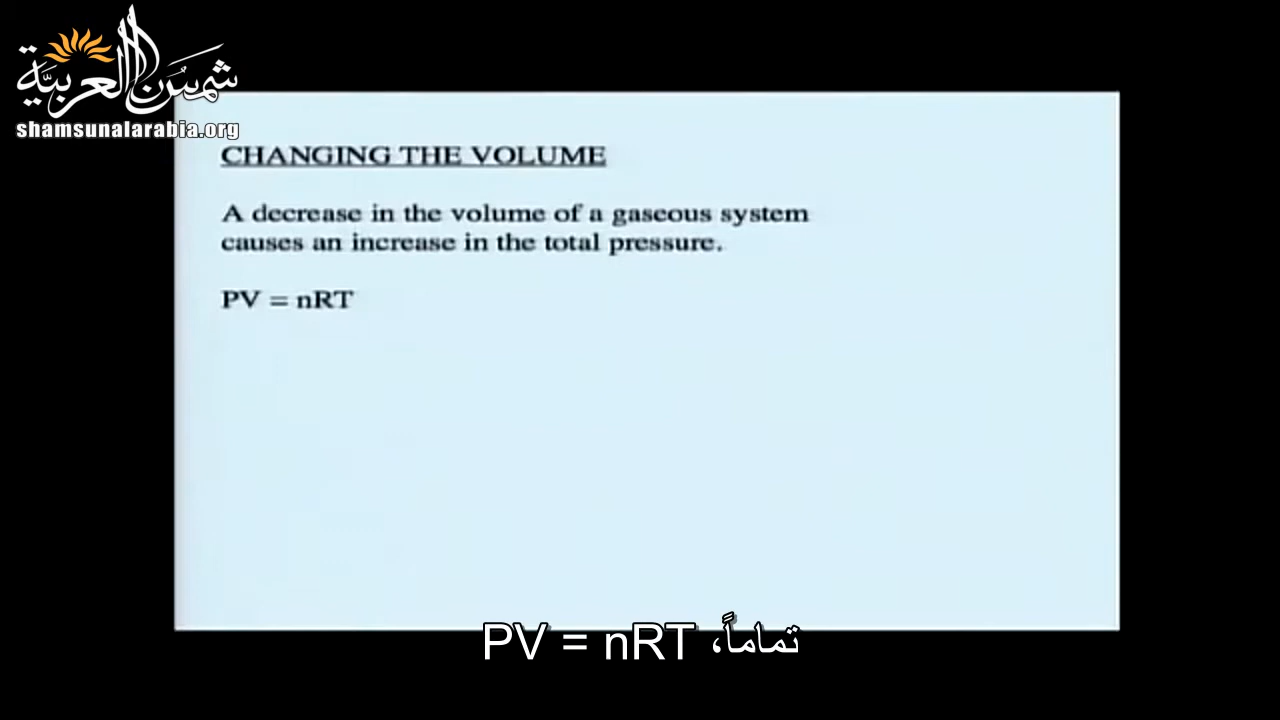 شمس العربية
shamsunalarabia.org
CHANGING THE VOLUME
A decrease in the volume of a gaseous system
causes an increase in the total pressure.
PV = nRT
تماماً، PV = nRT